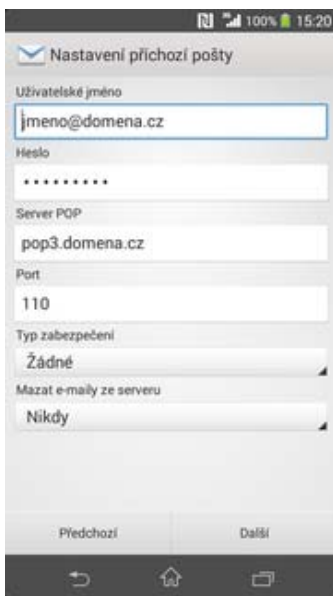 100% 15:20
Nastavení příchozí pošty
Uživatelské jméno
jmeno@domena.cz
Heslo
•••••••••
Server POP
pop3.domena.cz
Port
110
Typ zabezpečení
Žádné
Mazat e-maily ze serveru
Nikdy
Předchozí Další